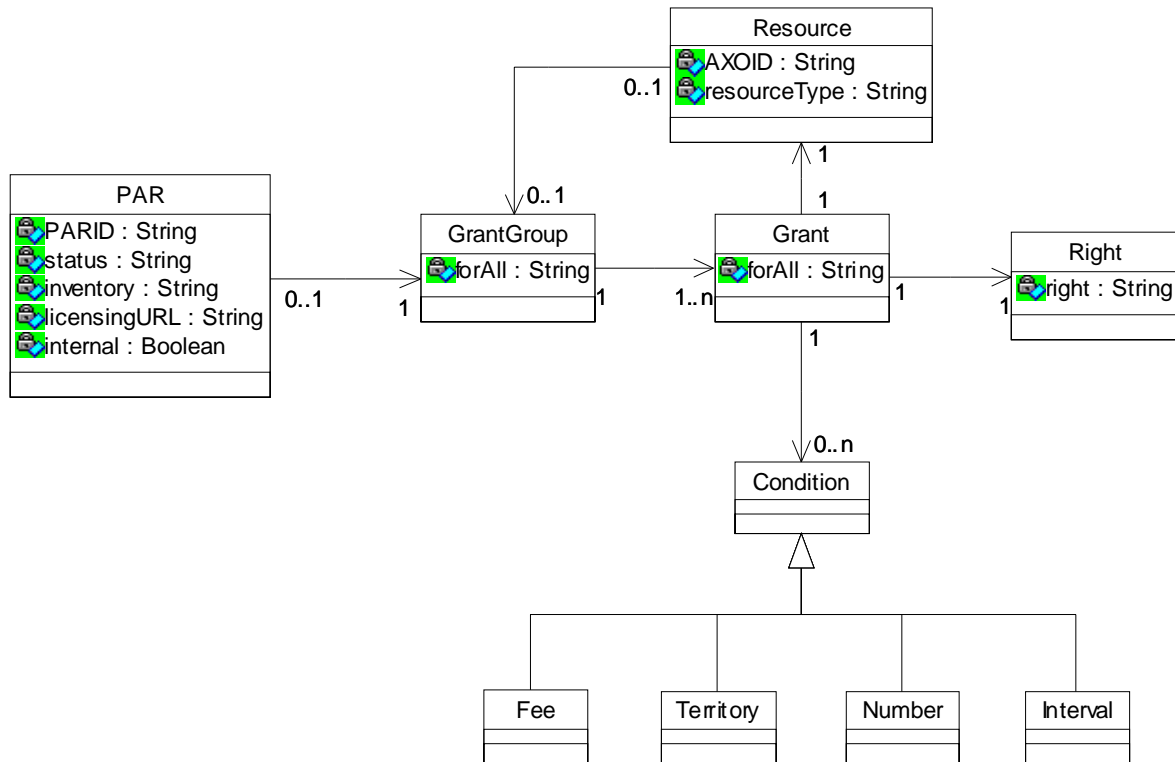 Resource
AXOID : String
resourceType : String
0..1
1
PAR
PARID : String
status : String
inventory : String
licensingURL : String
internal : Boolean
0..1
1
0..1
GrantGroup
forAll : String
1
1
Grant
forAll : String
1..n
1
1
Right
right : String
1
0..n
Condition
Fee
Territory
Number
Interval